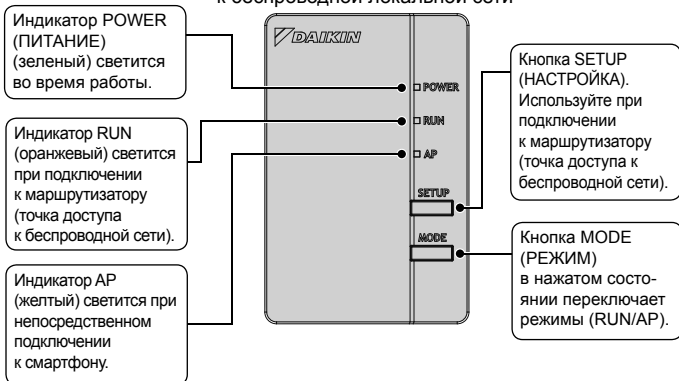 к беспроводной локальной сети
Индикатор POWER
(ПИТАНИЕ)
(зеленый) светится
во время работы.
Индикатор RUN
(оранжевый) светится
при подключении
к маршрутизатору
(точка доступа
к беспроводной сети).
Индикатор AP
(желтый) светится при
непосредственном
подключении
к смартфону.
DAIKIN
POWER
RUN
AP
SETUP
MODE
Кнопка SETUP
(НАСТРОЙКА).
Используйте при
подключении
к маршрутизатору
(точка доступа к
беспроводной сети).
Кнопка MODE
(РЕЖИМ)
в нажатом состо-
янии переключает
режимы (RUN/AP).